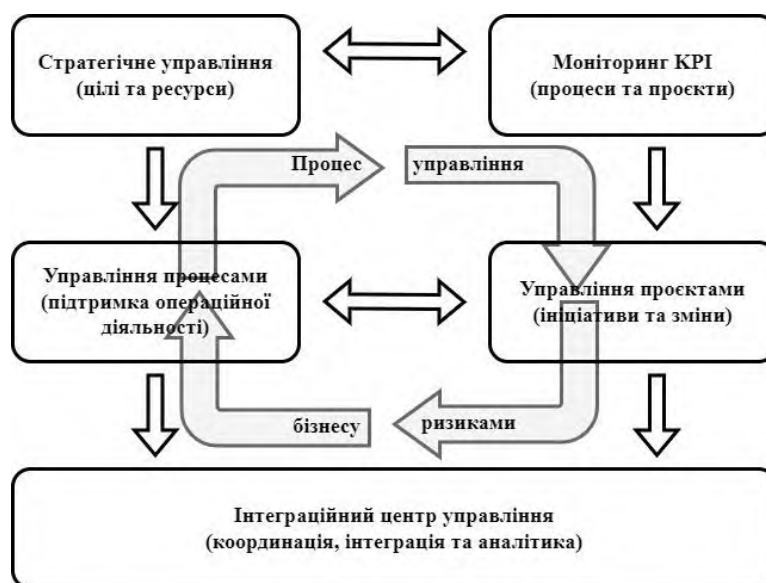 Стратегічне управління
(цілі та ресурси)
Моніторинг KPI
(процеси та проєкти)
Процес
управління
Управління процесами
(підтримка операційної
діяльності)
Управління проєктами
(ініціативи та зміни)
бізнесу
ризиками
Інтеграційний центр управління
(координація, інтеграція та аналітика)